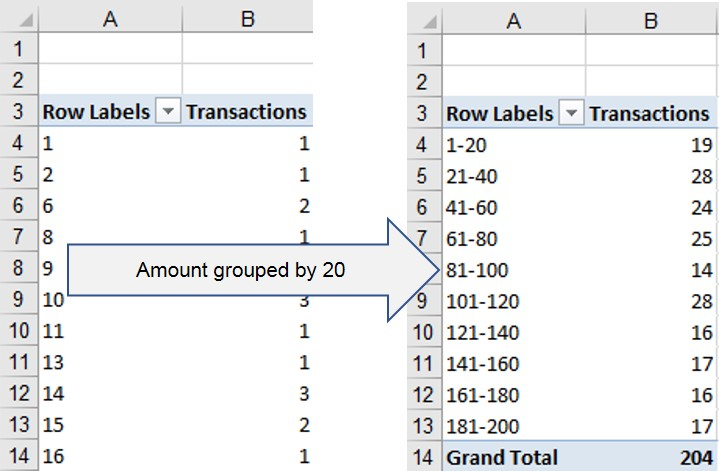 A B
1
2
3 Row Labels Transactions
4 1 1
5 2 1
6 6 2
7 8 1
8 9
9 10 3
10 11 1
11 13 1
12 14 3
13 15 2
14 16 1
Amount grouped by 20
A B
1
2
3 Row Labels Transactions
4 1-20 19
5 21-40 28
6 41-60 24
7 61-80 25
8 81-100 14
9 101-120 28
10 121-140 16
11 141-160 17
12 161-180 16
13 181-200 17
14 Grand Total 204